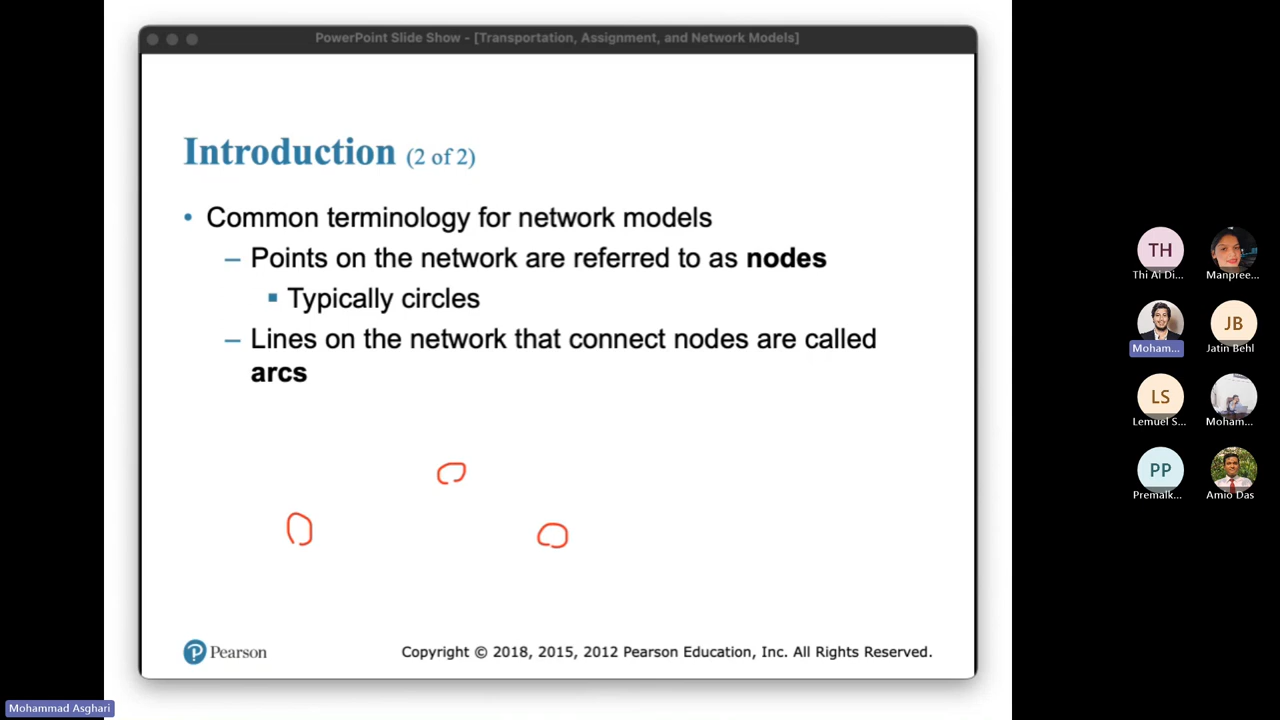 PowerPoint Slide Show - [Transportation, Assignment, and Network Models]
Introduction (2 of 2)
• Common terminology for network models
– Points on the network are referred to as nodes
▪ Typically circles
– Lines on the network that connect nodes are called
arcs
Pearson
Copyright © 2018, 2015, 2012 Pearson Education, Inc. All Rights Reserved.
TH
Thi Ai Di...
Manpree...
Moham...
JB
Jatin Behl
LS
Lemuel S...
Moham...
PP
Premalk...
Amio Das
Mohammad Asghari